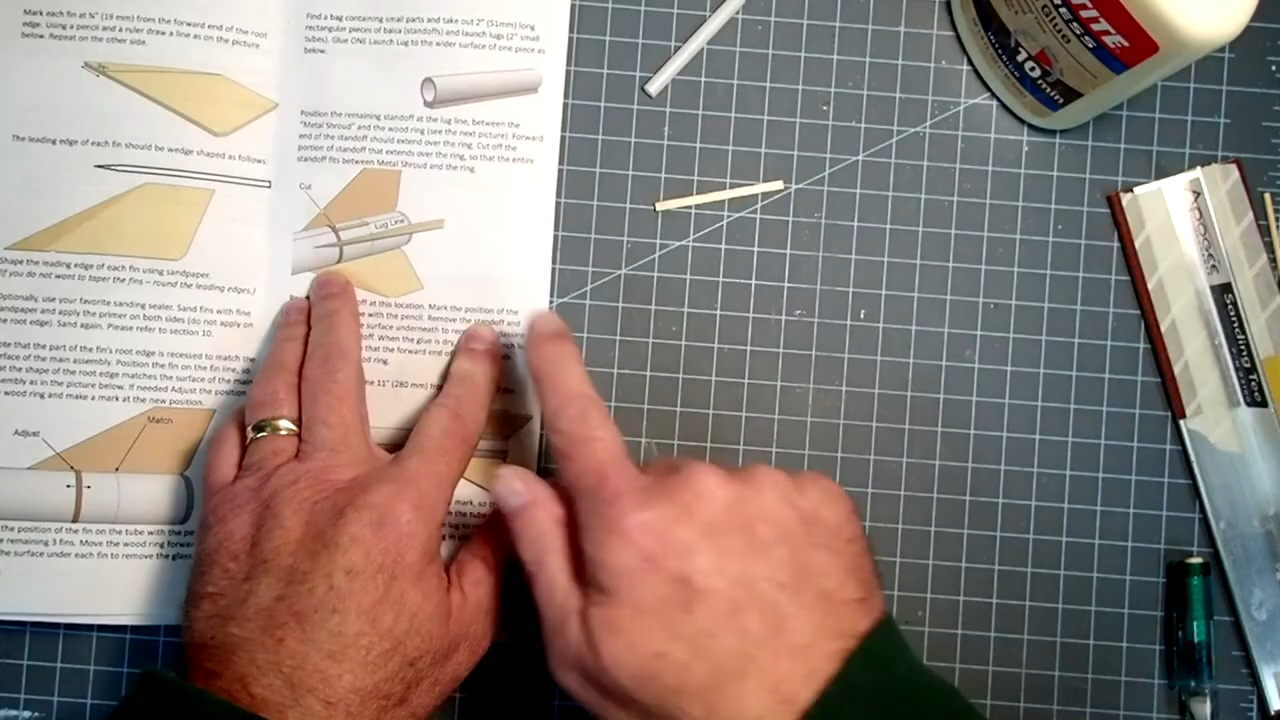 Mark each fin at ¾" (19 mm) from the forward end of the root
edge. Using a pencil and a ruler draw a line as on the picture
below. Repeat on the other side.
The leading edge of each fin should be wedge shaped as follows:
Shape the leading edge of each fin using sandpaper.
(If you do not want to taper the fins – round the leading edges.)
Optionally, use your favorite sanding sealer. Sand fins with fine
sandpaper and apply the primer on both sides (do not apply on
the root edge). Sand again. Please refer to section 10.
that the part of the fin's root edge is recessed to match the
of the main assembly. Position the fin on the fin line, so
at the shape of the root edge matches the surface of the main
as in the picture below. If needed Adjust the position
wood ring and make a mark at the new position.
Adjust
Match
the position of the fin on the tube with the
remaining 3 fins. Move the wood ring
the surface under each fin to remove the
Find a bag containing small parts and take out 2" (51mm) long
rectangular pieces of balsa (standoffs) and launch lugs (2" small
tubes). Glue ONE Launch Lug to the wider surface of one piece as
below.
Position the remaining standoff at the lug line, between the
"Metal Shroud" and the wood ring (see the next picture). Forward
end of the standoff should extend over the ring. Cut off the
portion of standoff that extends over the ring, so that the entire
standoff fits between Metal Shroud and the ring.
Cut
Lug Line
at this location. Mark the position of the
with the pencil. Remove the standoff and
surface underneath to
When the glue is dry
that the forward end of
ring.
11" (280 mm)
mark, so
the tube
lug to
Glue
10 min
INTERIOR
APOGEE
Sanding Tee